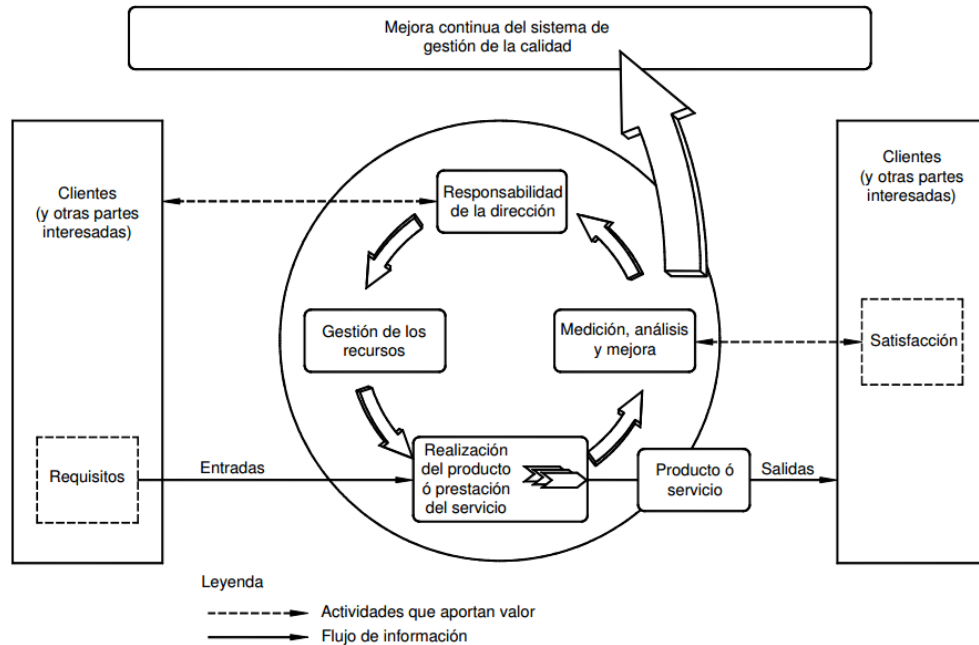 Mejora continua del sistema de
gestión de la calidad
Clientes
(y otras partes
interesadas)
Responsabilidad
de la dirección
Clientes
(y otras partes
interesadas)
Gestión de los
recursos
Medición, análisis
y mejora
Satisfacción
Requisitos
Entradas
Realización
del producto
ó prestación
del servicio
Producto ó
servicio
Salidas
Leyenda
Actividades que aportan valor
Flujo de información